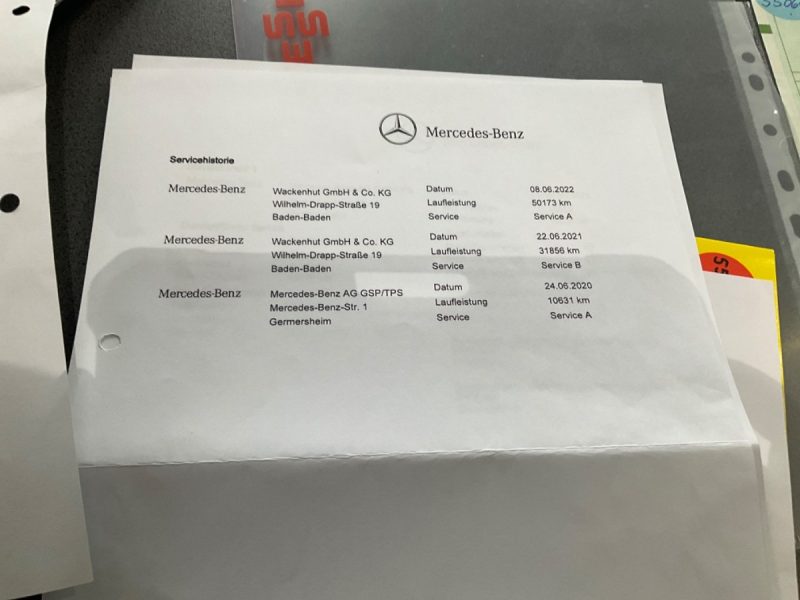 Mercedes-Benz
Servicehistorie
Mercedes-Benz Wackenhut GmbH & Co. KG Datum 08.06.2022
Wilhelm-Drapp-Straße 19 Laufleistung 50173 km
Baden-Baden Service Service A
Mercedes-Benz Wackenhut GmbH & Co. KG Datum 22.06.2021
Wilhelm-Drapp-Straße 19 Laufleistung 31856 km
Baden-Baden Service Service B
Mercedes-Benz Mercedes-Benz AG GSP/TPS Datum 24.06.2020
Mercedes-Benz-Str. 1 Laufleistung 10631 km
Germersheim Service Service A